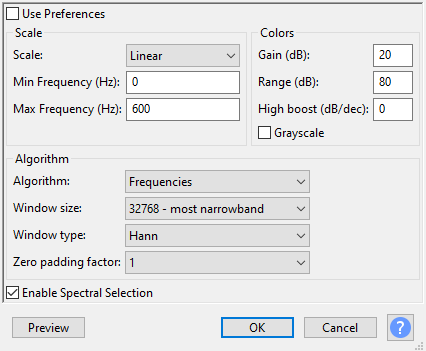 Use Preferences
Scale
Scale: Linear
Min Frequency (Hz): 0
Max Frequency (Hz): 600
Colors
Gain (dB): 20
Range (dB): 80
High boost (dB/dec): 0
Grayscale
Algorithm
Algorithm: Frequencies
Window size: 32768 - most narrowband
Window type: Hann
Zero padding factor: 1
Enable Spectral Selection
Preview OK Cancel ?